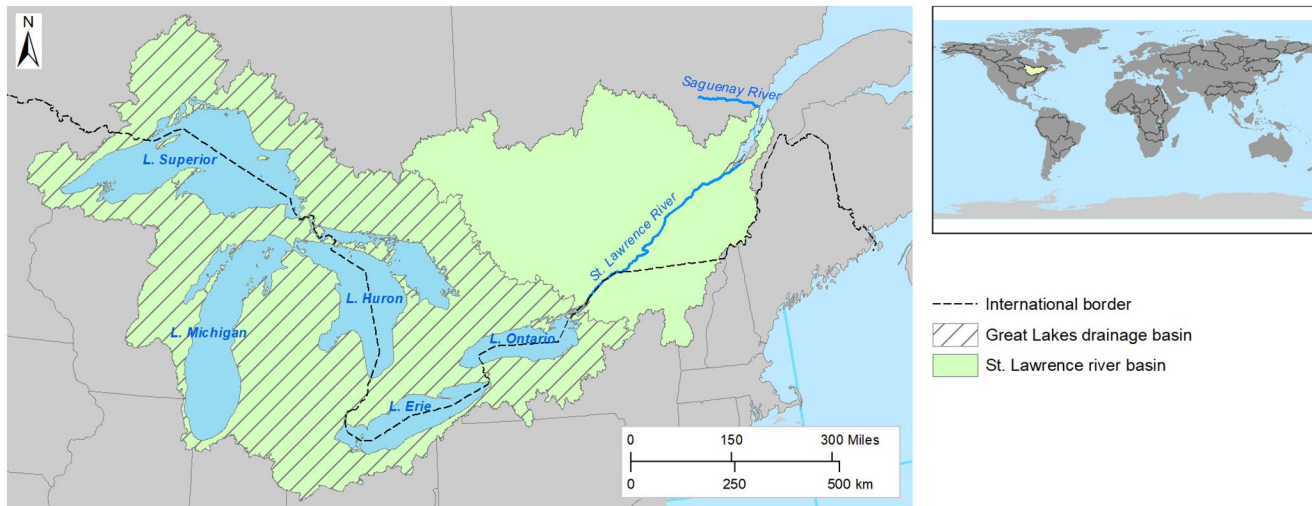 N
Saguenay River
L. Superior
St. Lawrence River
L. Huron
L. Michigan
L. Ontario
L. Erie
0 150 300 Miles
0 250 500 km
International border
Great Lakes drainage basin
St. Lawrence river basin